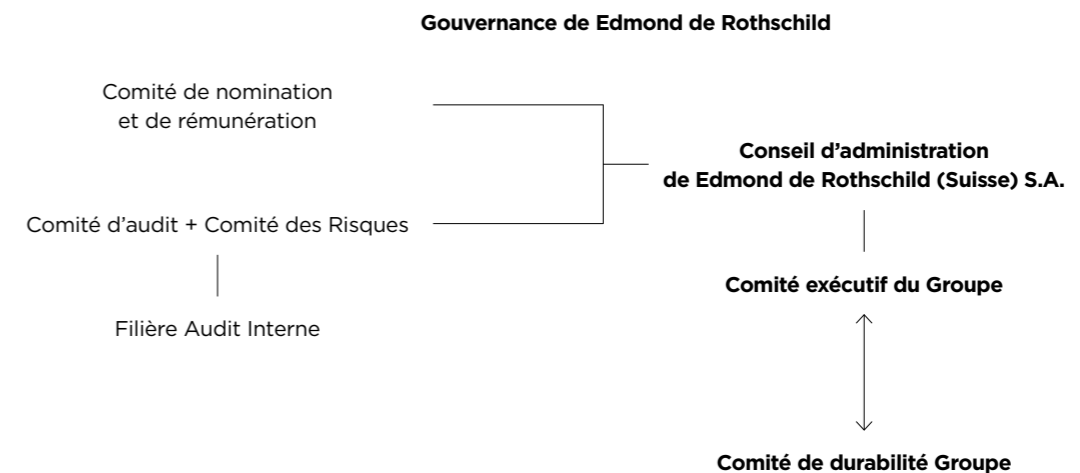 Gouvernance de Edmond de Rothschild
Comité de nomination
et de rémunération
Conseil d’administration
de Edmond de Rothschild (Suisse) S.A.
Comité d’audit + Comité des Risques
Comité exécutif du Groupe
Filière Audit Interne
Comité de durabilité Groupe